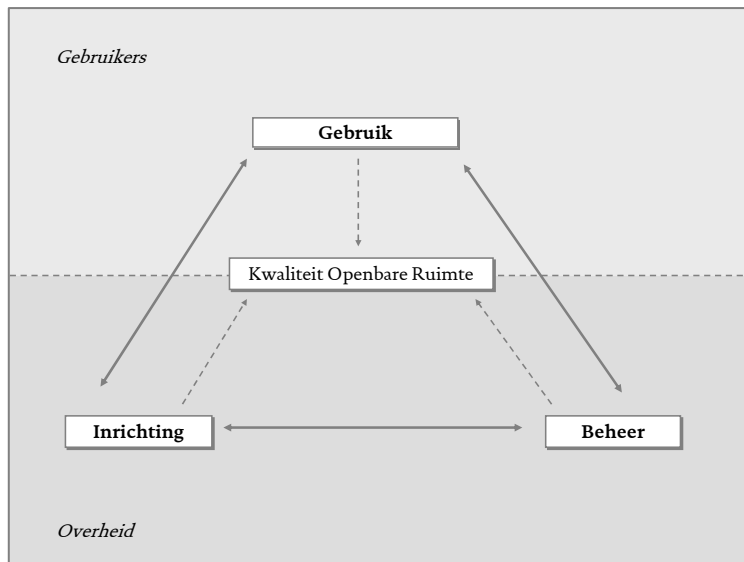 Gebruikers
Gebruik
Kwaliteit Openbare Ruimte
Inrichting
Beheer
Overheid